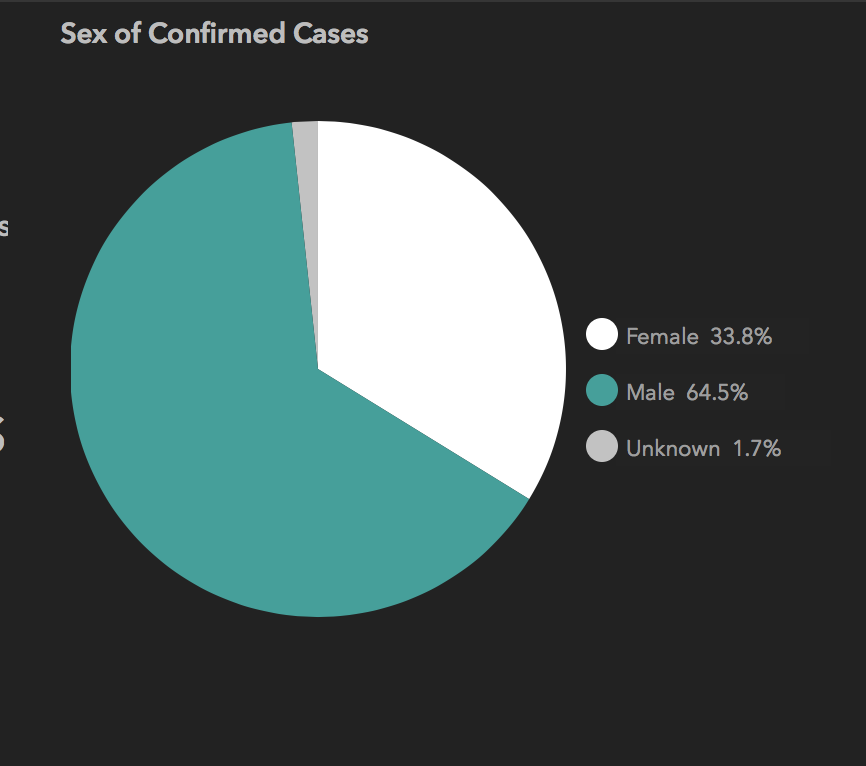 Sex of Confirmed Cases
Female 33.8%
Male 64.5%
Unknown 1.7%